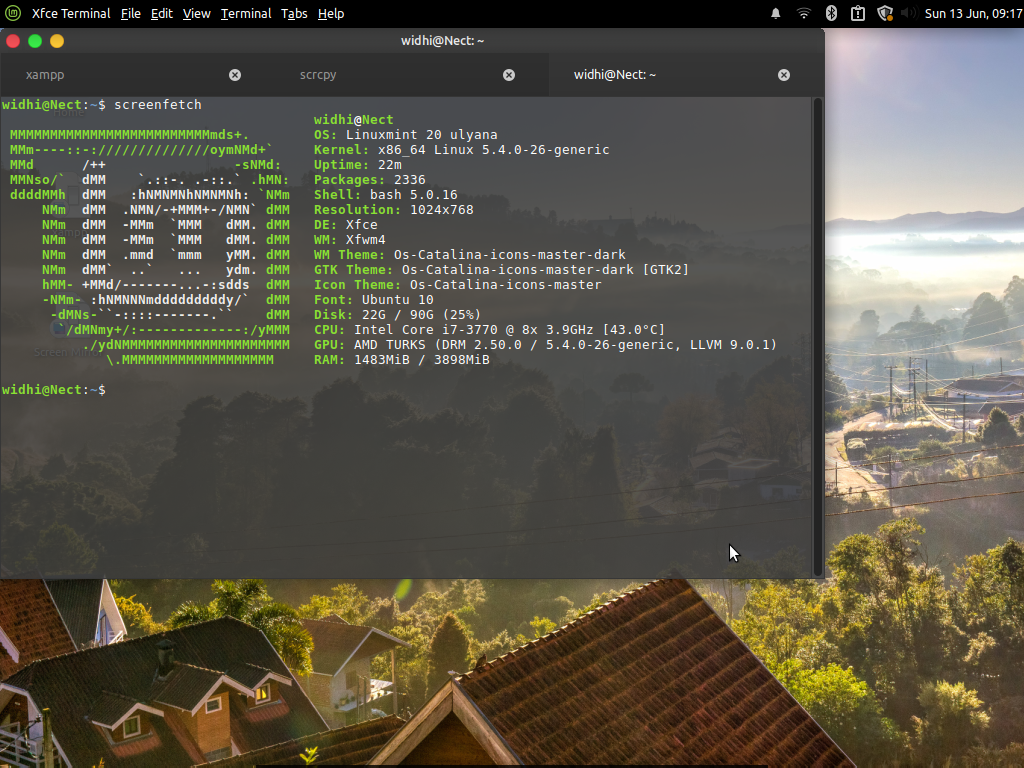 Xfce Terminal File Edit View Terminal Tabs Help Sun 13 Jun, 09:17
widhi@Nect: ~
xampp scrcpy widhi@Nect: ~
widhi@Nect:~$ screenfetch
widhi@Nect
MMMMMMMMMMMMMMMMMMMMMMMMMmds+. OS: Linuxmint 20 ulyana
MMm----::-://////////////oymNMd+` Kernel: x86_64 Linux 5.4.0-26-generic
MMd /++ -sNMd: Uptime: 22m
MMNso/` dMM `.::-. .-::.` .hMN: Packages: 2336
ddddMMh dMM :hNMNMNhNMNMNh: `NMm Shell: bash 5.0.16
NMm dMM .NMN/-+MMM+-/NMN` dMM Resolution: 1024x768
NMm dMM -MMm `MMM dMM. dMM DE: Xfce
NMm dMM -MMm `MMM dMM. dMM WM: Xfwm4
NMm dMM .mmd `mmm yMM. dMM WM Theme: Os-Catalina-icons-master-dark
NMm dMM` ..` ... ydm. dMM GTK Theme: Os-Catalina-icons-master-dark [GTK2]
hMM- +MMd/-------...-:sdds dMM Icon Theme: Os-Catalina-icons-master
-NMm- :hNMNNNmdddddddddy/` dMM Font: Ubuntu 10
-dMNs-``-::::-------.`` dMM Disk: 22G / 90G (25%)
`/dMNmy+/:-------------:/yMMM CPU: Intel Core i7-3770 @ 8x 3.9GHz [43.0°C]
./ydNMMMMMMMMMMMMMMMMMMMMM GPU: AMD TURKS (DRM 2.50.0 / 5.4.0-26-generic, LLVM 9.0.1)
\.MMMMMMMMMMMMMMMMMMM RAM: 1483MiB / 3898MiB
widhi@Nect:~$